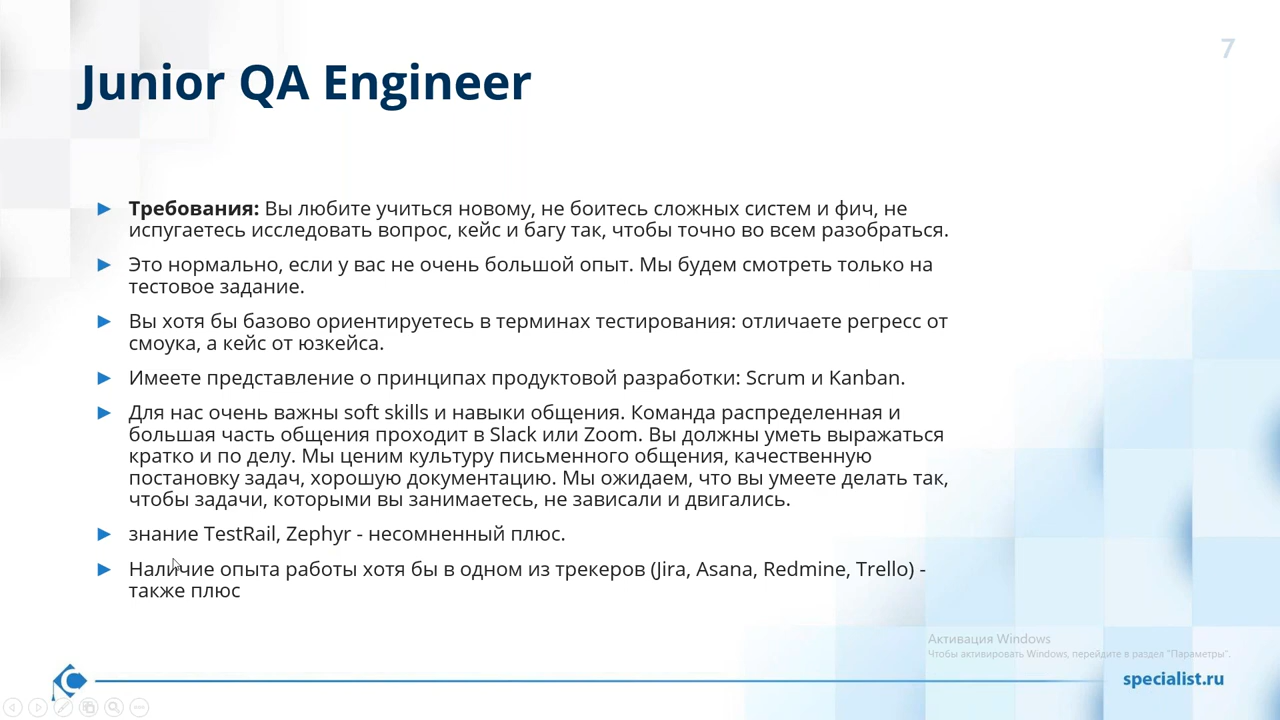 7
Junior QA Engineer
Требования: Вы любите учиться новому, не боитесь сложных систем и фич, не
испугаетесь исследовать вопрос, кейс и багу так, чтобы точно во всем разобраться.
Это нормально, если у вас не очень большой опыт. Мы будем смотреть только на
тестовое задание.
Вы хотя бы базово ориентируетесь в терминах тестирования: отличаете регресс от
смоука, а кейс от юзкейса.
Имеете представление о принципах продуктовой разработки: Scrum и Kanban.
Для нас очень важны soft skills и навыки общения. Команда распределенная и
большая часть общения проходит в Slack или Zoom. Вы должны уметь выражаться
кратко и по делу. Мы ценим культуру письменного общения, качественную
постановку задач, хорошую документацию. Мы ожидаем, что вы умеете делать так,
чтобы задачи, которыми вы занимаетесь, не зависали и двигались.
знание TestRail, Zephyr - несомненный плюс.
Наличие опыта работы хотя бы в одном из трекеров (Jira, Asana, Redmine, Trello) -
также плюс
Активация Windows
Чтобы активировать Windows, перейдите в раздел "Параметры".
specialist.ru